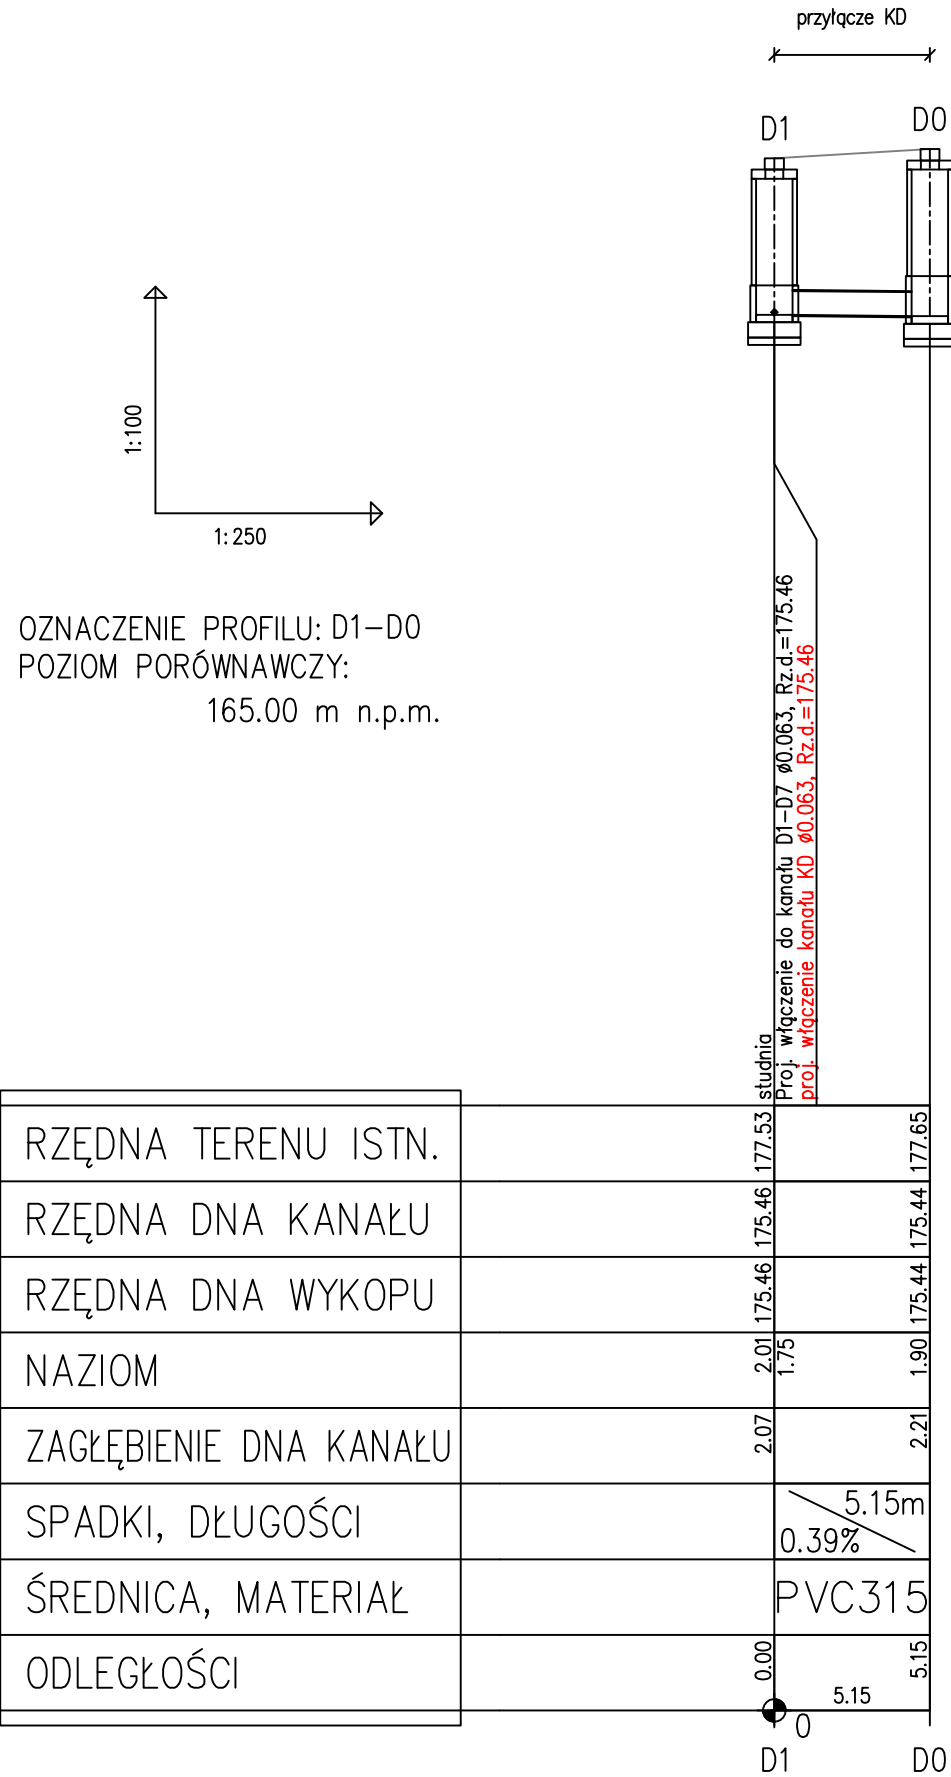 przyłącze KD
D1
D0
1:100
1:250
OZNACZENIE PROFILU: D1-D0
POZIOM PORÓWNAWCZY:
165.00 m n.p.m.
studnia
Proj. włączenie do kanału D1-D7 ø0.063, Rz.d.=175.46
proj. włączenie kanału KD ø0.063, Rz.d.=175.46
RZĘDNA TERENU ISTN. 177.53 177.65
RZĘDNA DNA KANAŁU 175.46 175.44
RZĘDNA DNA WYKOPU 175.46 175.44
NAZIOM 2.01 1.75 1.90
ZAGŁĘBIENIE DNA KANAŁU 2.07 2.21
SPADKI, DŁUGOŚCI 0.39% 5.15m
ŚREDNICA, MATERIAŁ PVC315
ODLEGŁOŚCI 0.00 5.15 5.15
0
D1 D0